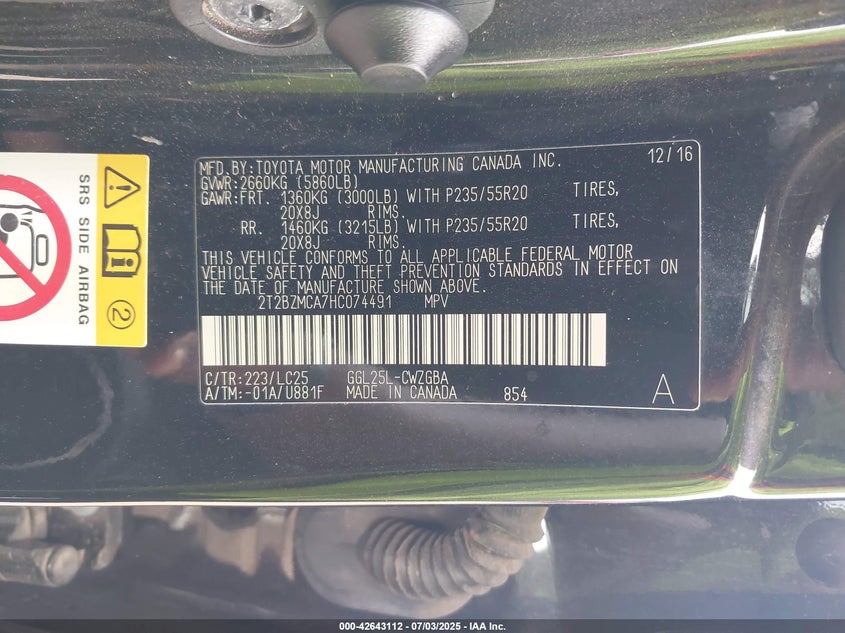 SRS SIDE AIRBAG
2
MFD.BY:TOYOTA MOTOR MANUFACTURING CANADA INC. 12/16
GVWR:2660KG (5860LB)
GAWR:FRT. 1360KG (3000LB) WITH P235/55R20 TIRES,
20X8J RIMS.
RR. 1460KG (3215LB) WITH P235/55R20 TIRES,
20X8J RIMS.
THIS VEHICLE CONFORMS TO ALL APPLICABLE FEDERAL MOTOR
VEHICLE SAFETY AND THEFT PREVENTION STANDARDS IN EFFECT ON
THE DATE OF MANUFACTURE SHOWN ABOVE.
2T2BZMCA7HC074491 MPV
C/TR:223/LC25 GGL25L-CWZGBA
A/TM:-01A/U881F MADE IN CANADA 854 A
000-42643112 - 07/03/2025 - IAA Inc.